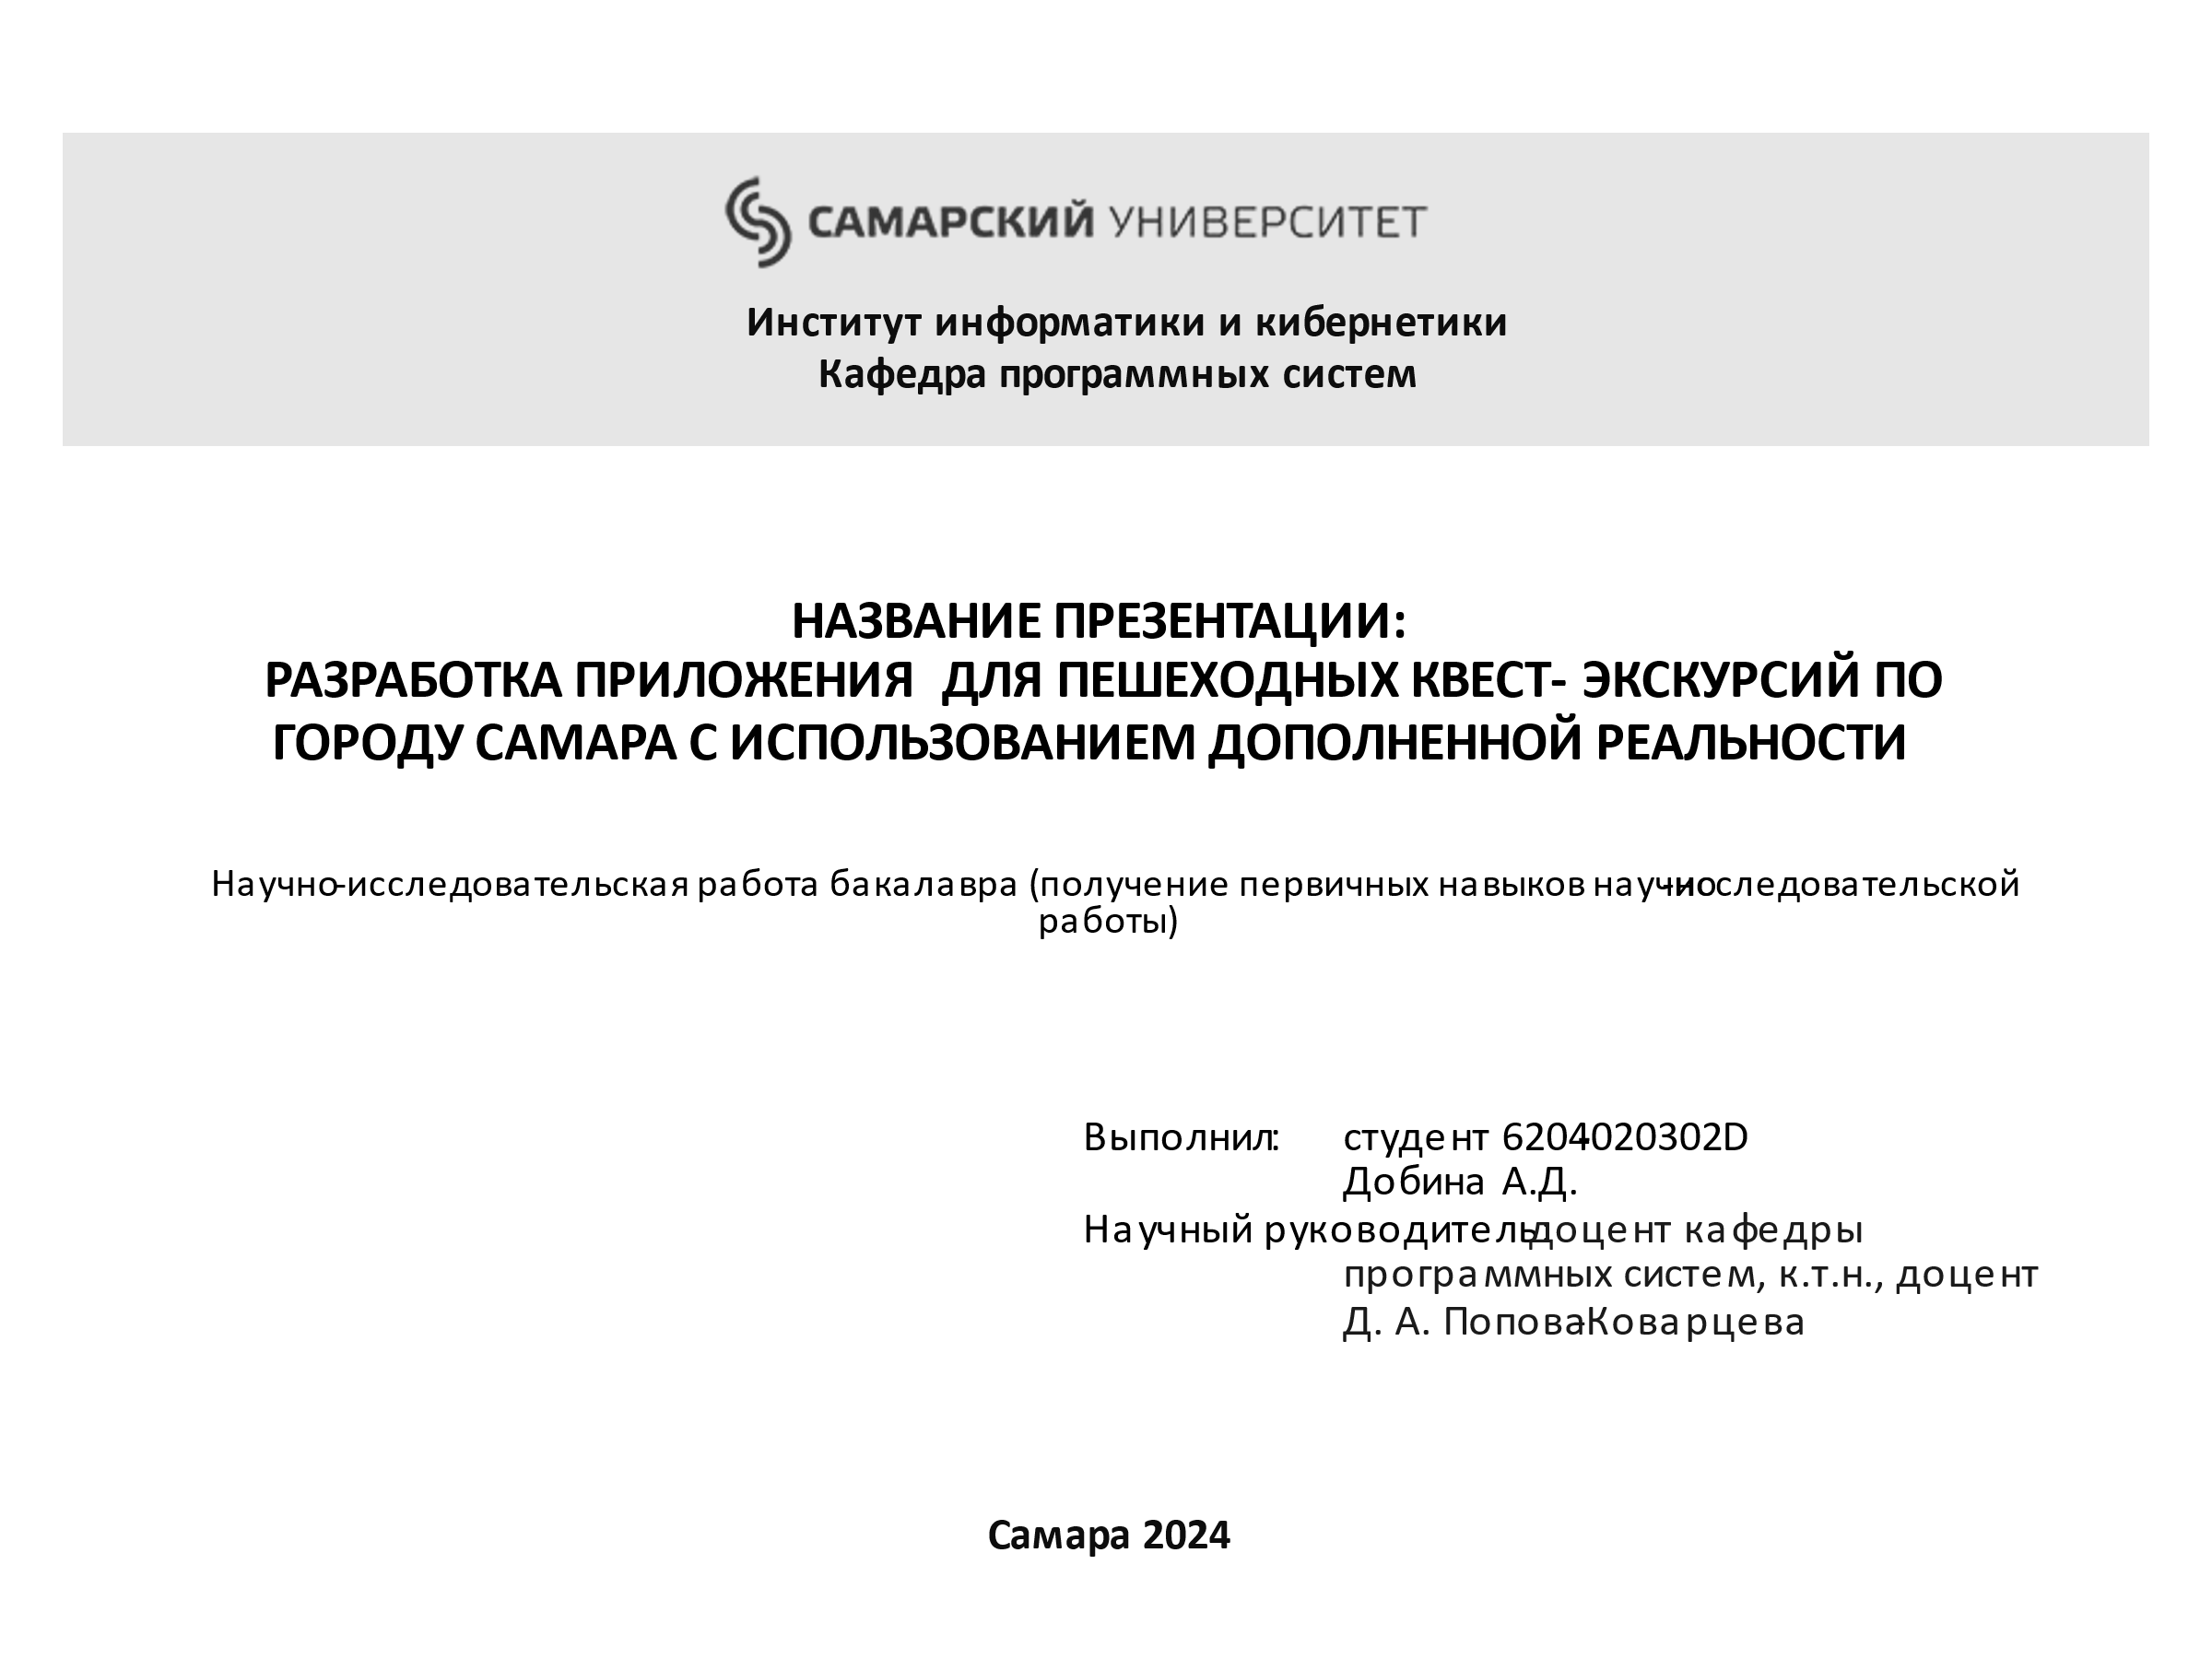 САМАРСКИЙ УНИВЕРСИТЕТ
Институт информатики и кибернетики
Кафедра программных систем
НАЗВАНИЕ ПРЕЗЕНТАЦИИ:
РАЗРАБОТКА ПРИЛОЖЕНИЯ ДЛЯ ПЕШЕХОДНЫХ КВЕСТ- ЭКСКУРСИЙ ПО
ГОРОДУ САМАРА С ИСПОЛЬЗОВАНИЕМ ДОПОЛНЕННОЙ РЕАЛЬНОСТИ
Научно-исследовательская работа бакалавра (получение первичных навыков научно-исследовательской
работы)
Выполнил: студент 6204-020302D
Добина А.Д.
Научный руководитель: доцент кафедры
программных систем, к.т.н., доцент
Д. А. Попова-Коварцева
Самара 2024